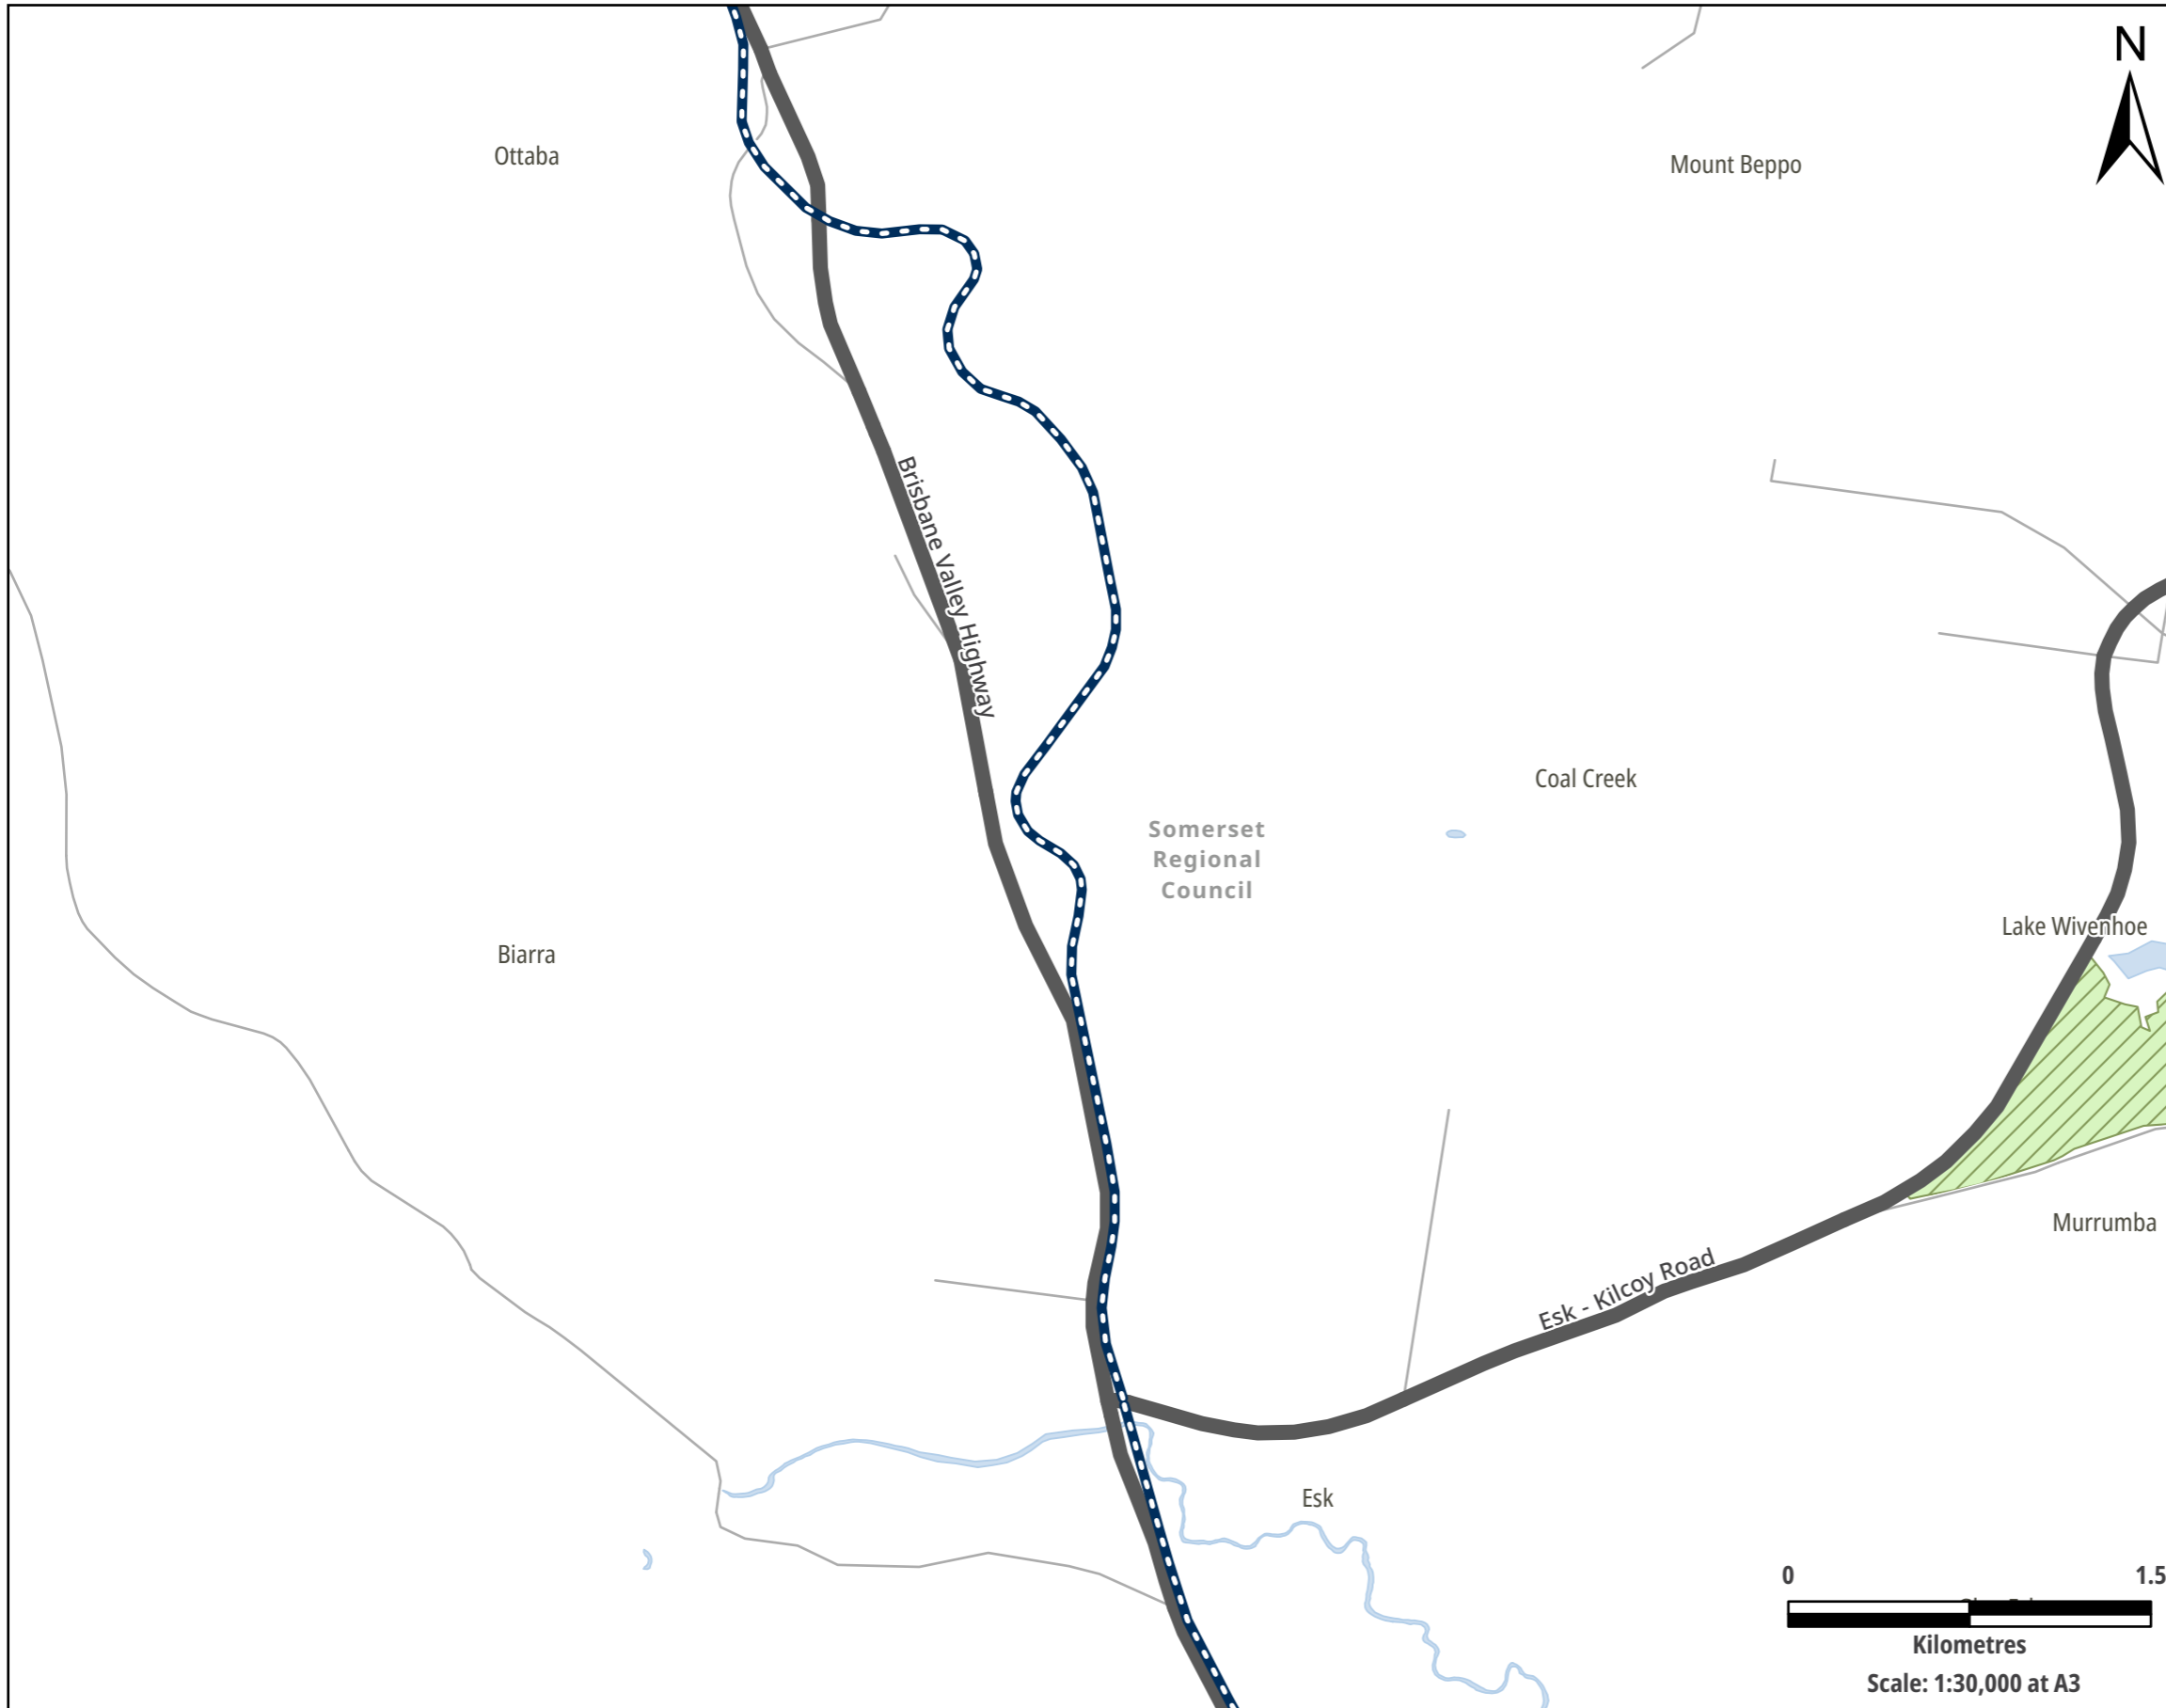 N
Ottaba
Mount Beppo
Brisbane Valley Highway
Coal Creek
Somerset
Regional
Council
Lake Wivenhoe
Biarra
Murrumba
Esk - Kilcoy Road
Esk
0 1.5
Kilometres
Scale: 1:30,000 at A3